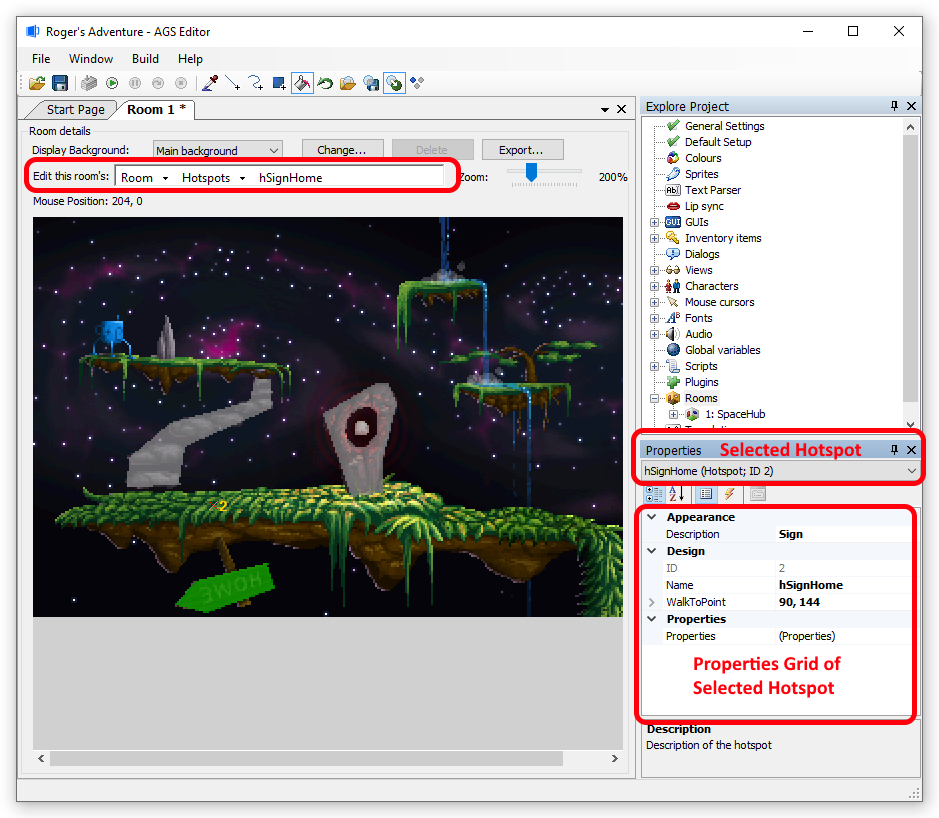 Roger's Adventure - AGS Editor
File Window Build Help
Start Page Room 1 *
Room details
Display Background: Main background Change... Delete Export...
Edit this room's: Room Hotspots hSignHome Zoom: 200%
Mouse Position: 204, 0
2
HOME
Explore Project
General Settings
Default Setup
Colours
Sprites
Text Parser
Lip sync
GUIs
Inventory items
Dialogs
Views
Characters
Mouse cursors
Fonts
Audio
Global variables
Scripts
Plugins
Rooms
1: SpaceHub
Properties Selected Hotspot
hSignHome (Hotspot; ID 2)
Appearance
Description Sign
Design
ID 2
Name hSignHome
WalkToPoint 90, 144
Properties
Properties (Properties)
Properties Grid of
Selected Hotspot
Description
Description of the hotspot